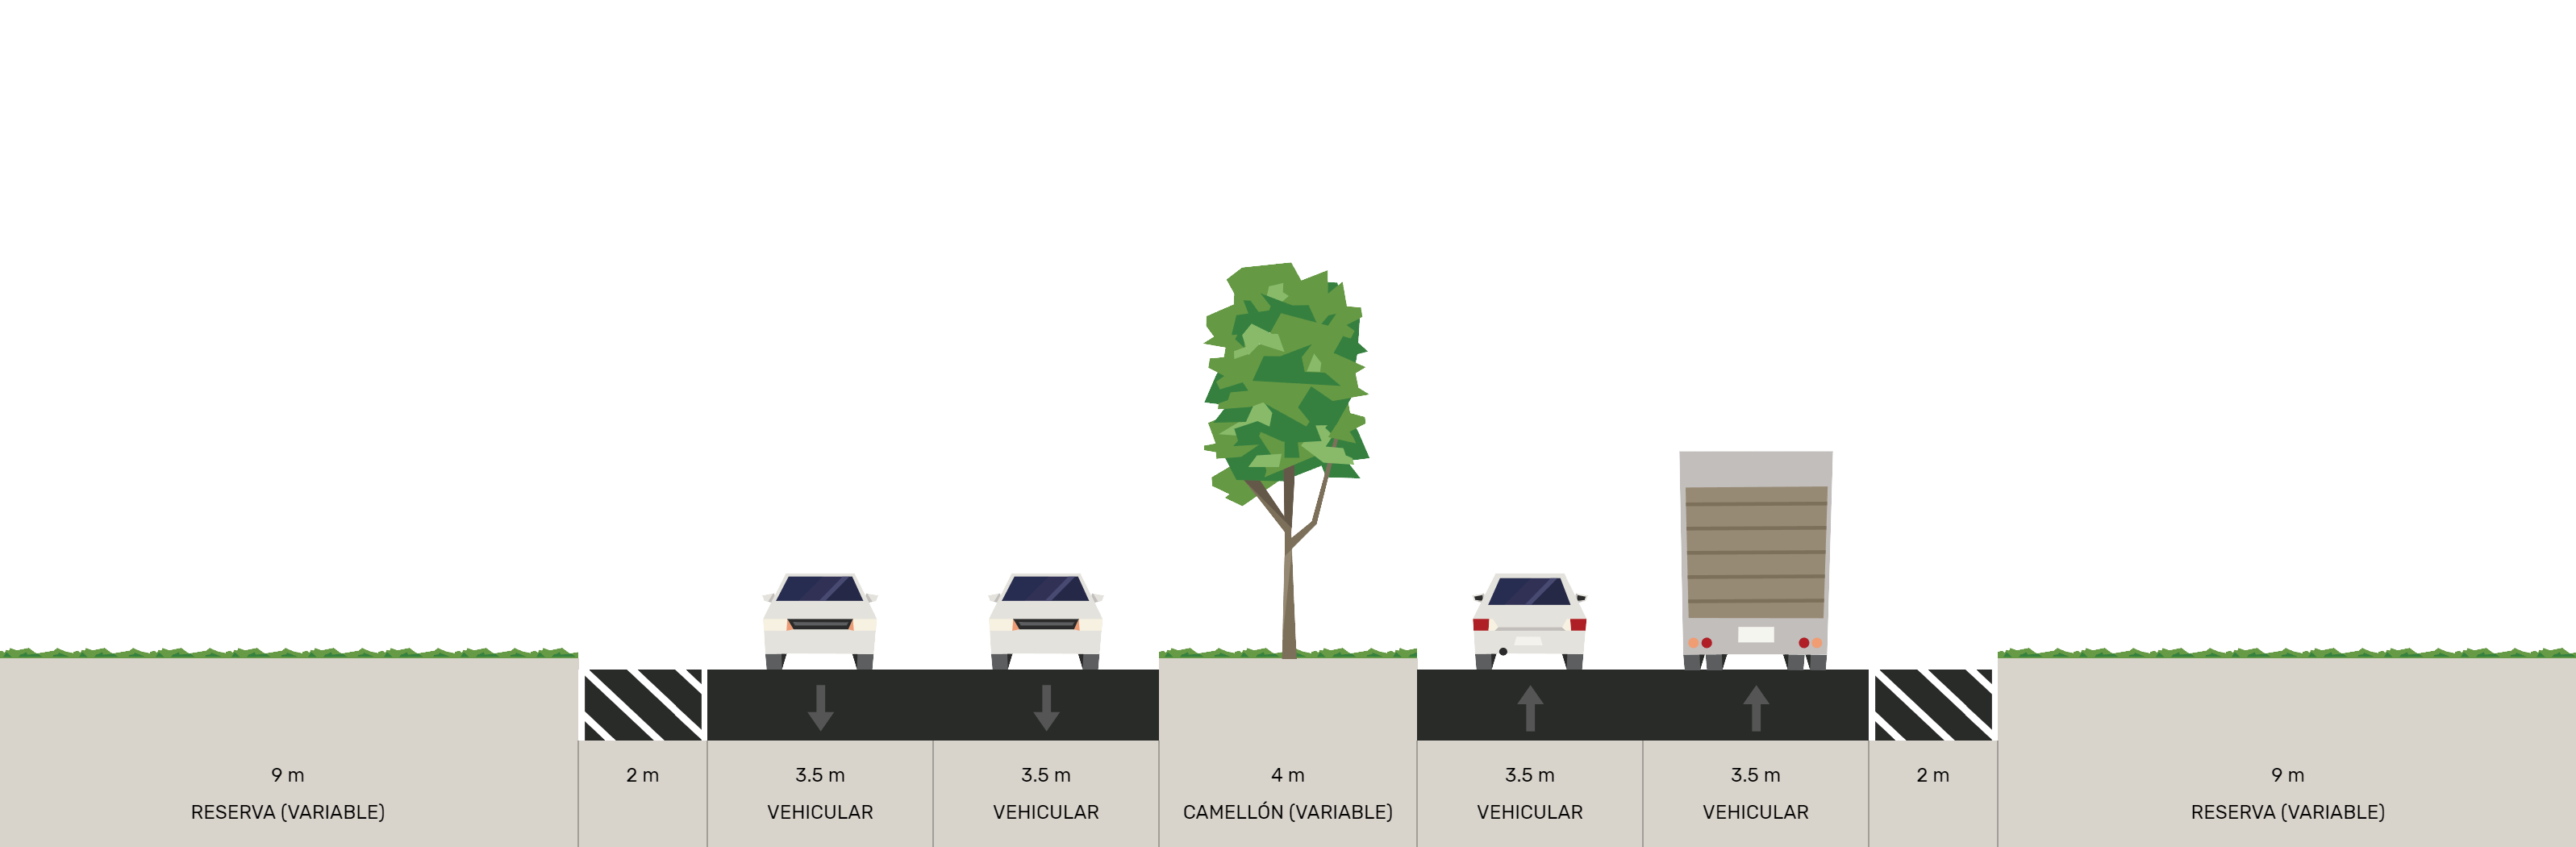 9 m
RESERVA (VARIABLE)
2 m
3.5 m
VEHICULAR
3.5 m
VEHICULAR
4 m
CAMELLÓN (VARIABLE)
3.5 m
VEHICULAR
3.5 m
VEHICULAR
2 m
9 m
RESERVA (VARIABLE)